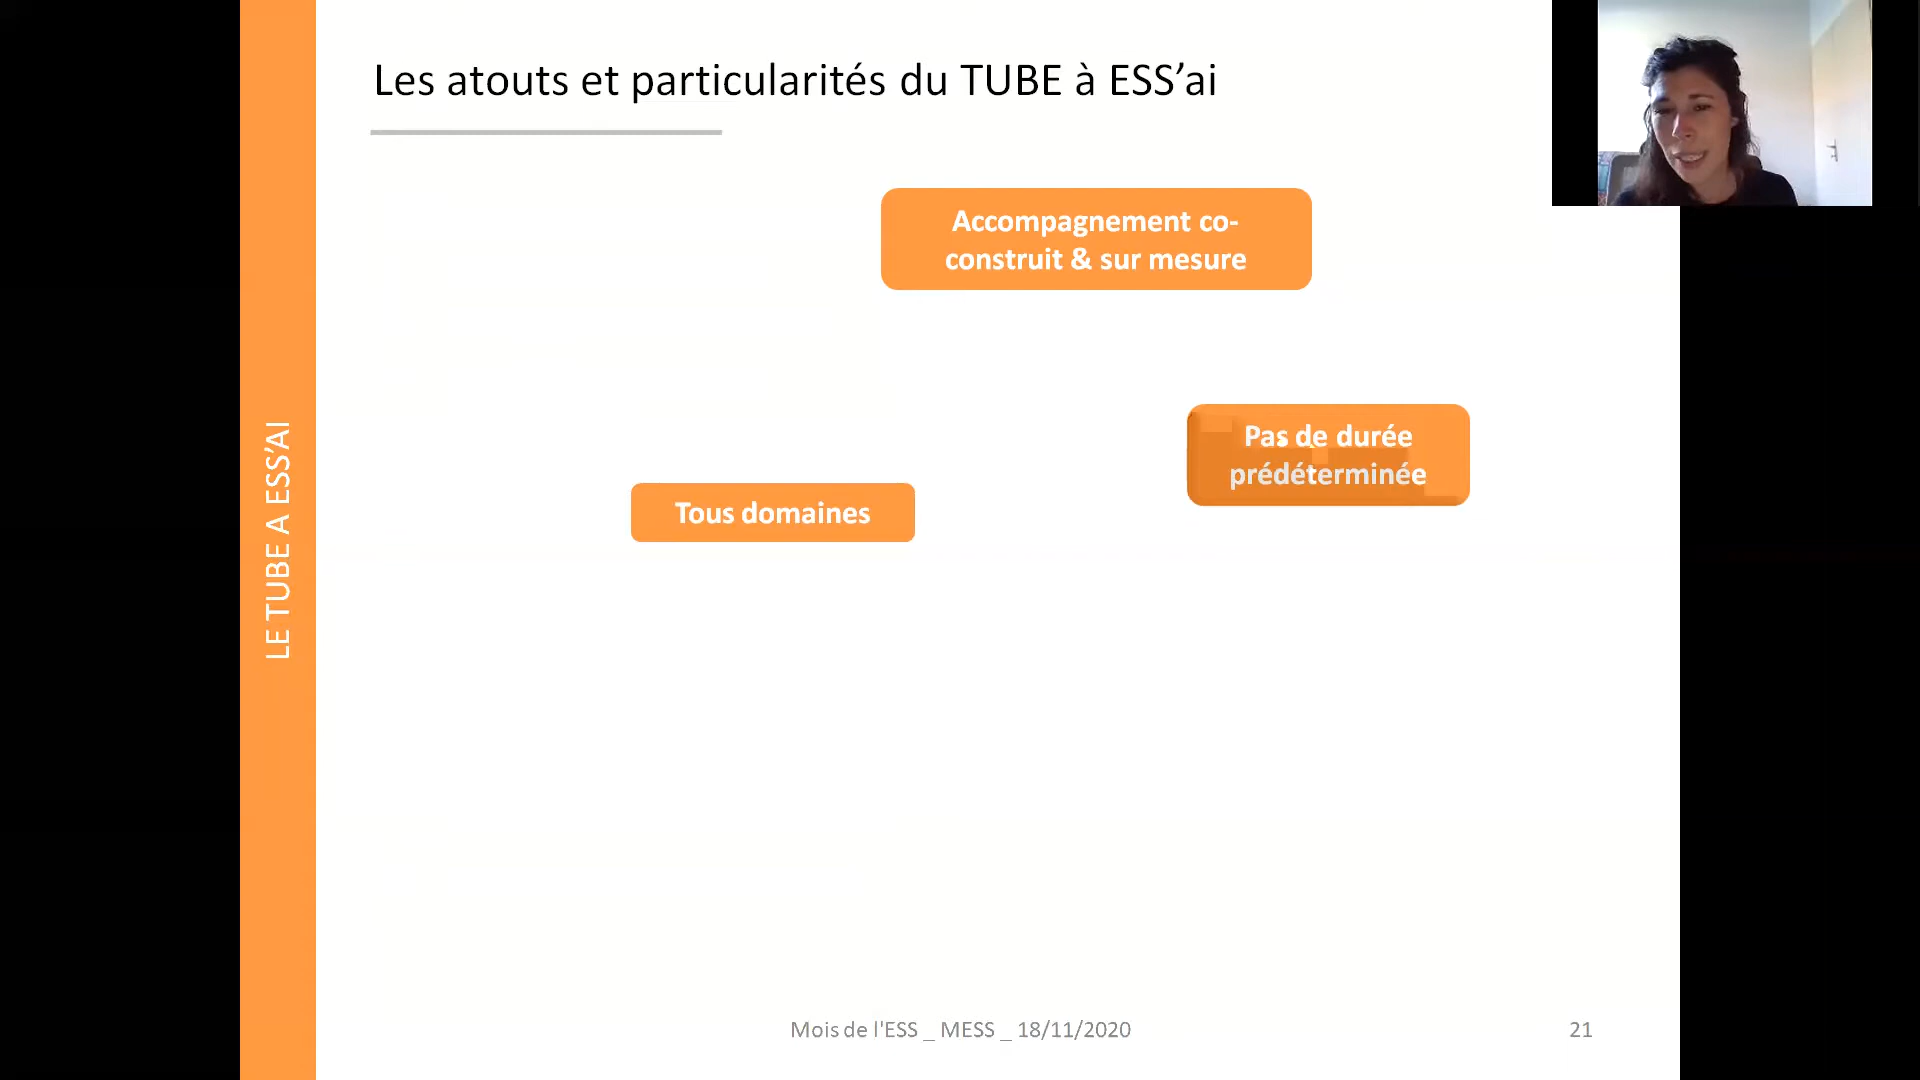 Les atouts et particularités du TUBE à ESS’ai
Accompagnement co-
construit & sur mesure
Pas de durée
prédéterminée
Tous domaines
LE TUBE A ESS’AI
Mois de l'ESS _ MESS _ 18/11/2020
21